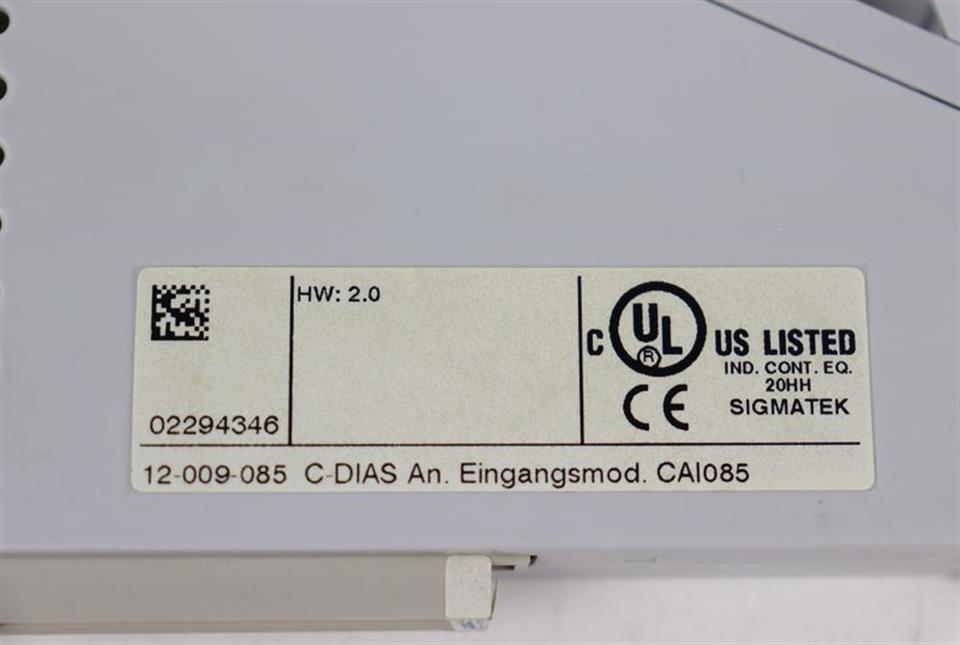 HW: 2.0
02294346
C UL ® US LISTED
IND. CONT. EQ.
20HH
CE SIGMATEK
12-009-085 C-DIAS An. Eingangsmod. CAI085